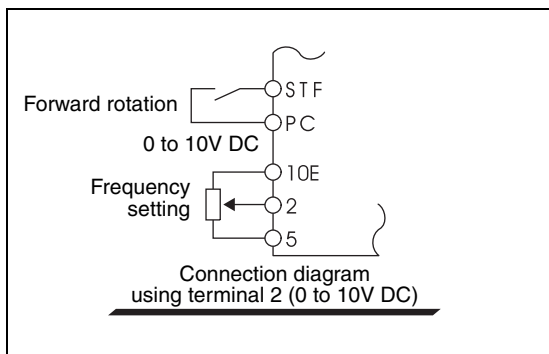 STF
Forward rotation
PC
0 to 10V DC
10E
Frequency
setting
2
5
Connection diagram
using terminal 2 (0 to 10V DC)